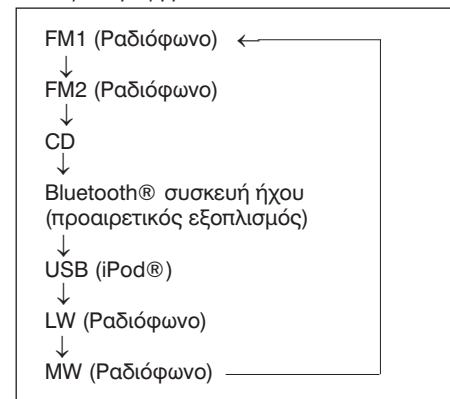 FM1 (Ραδιόφωνο)
FM2 (Ραδιόφωνο)
CD
Bluetooth® συσκευή ήχου
(προαιρετικός εξοπλισμός)
USB (iPod®)
LW (Ραδιόφωνο)
MW (Ραδιόφωνο)